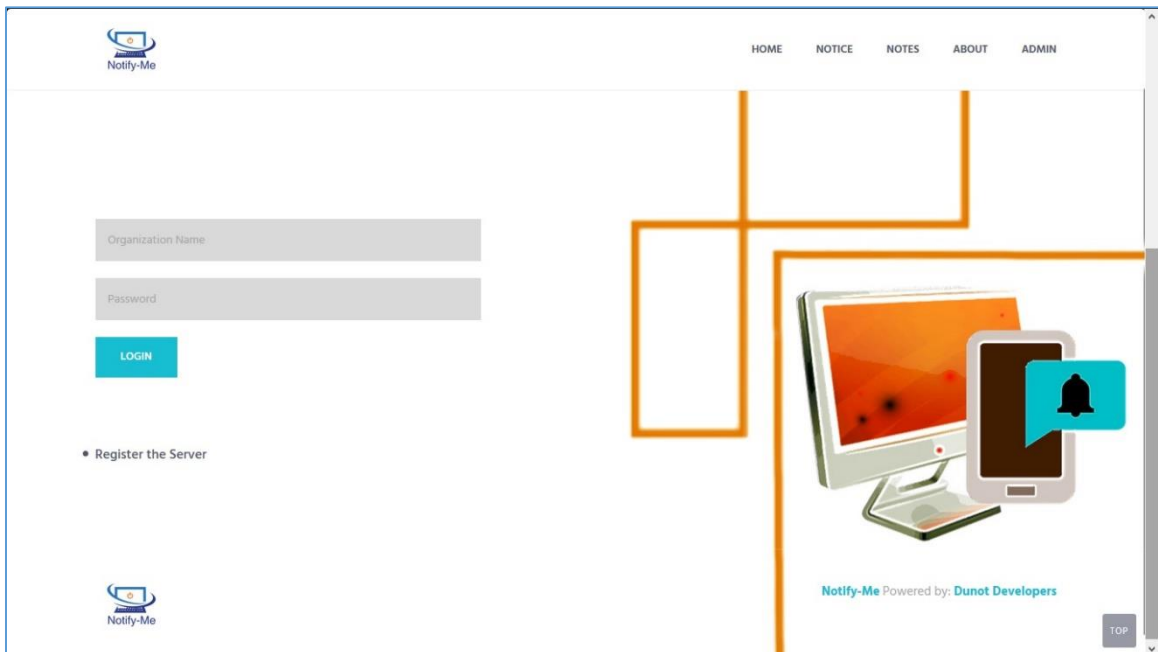 Notify-Me
HOME NOTICE NOTES ABOUT ADMIN
Organization Name
Password
LOGIN
Register the Server
Notify-Me
Notify-Me Powered by: Dunot Developers
TOP